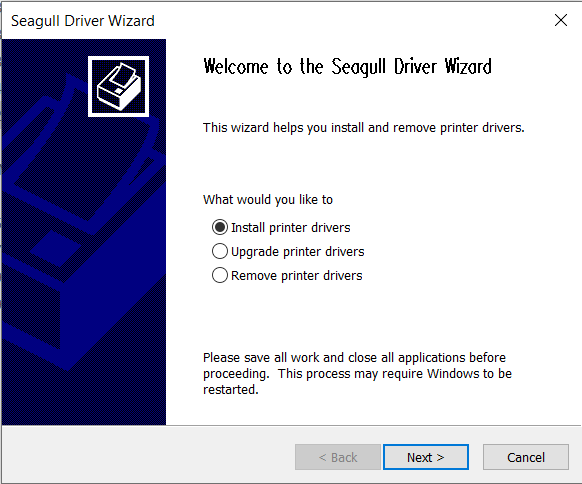 Seagull Driver Wizard
Welcome to the Seagull Driver Wizard
This wizard helps you install and remove printer drivers.
What would you like to
Install printer drivers
Upgrade printer drivers
Remove printer drivers
Please save all work and close all applications before
proceeding.  This process may require Windows to be
restarted.
< Back
Next >
Cancel